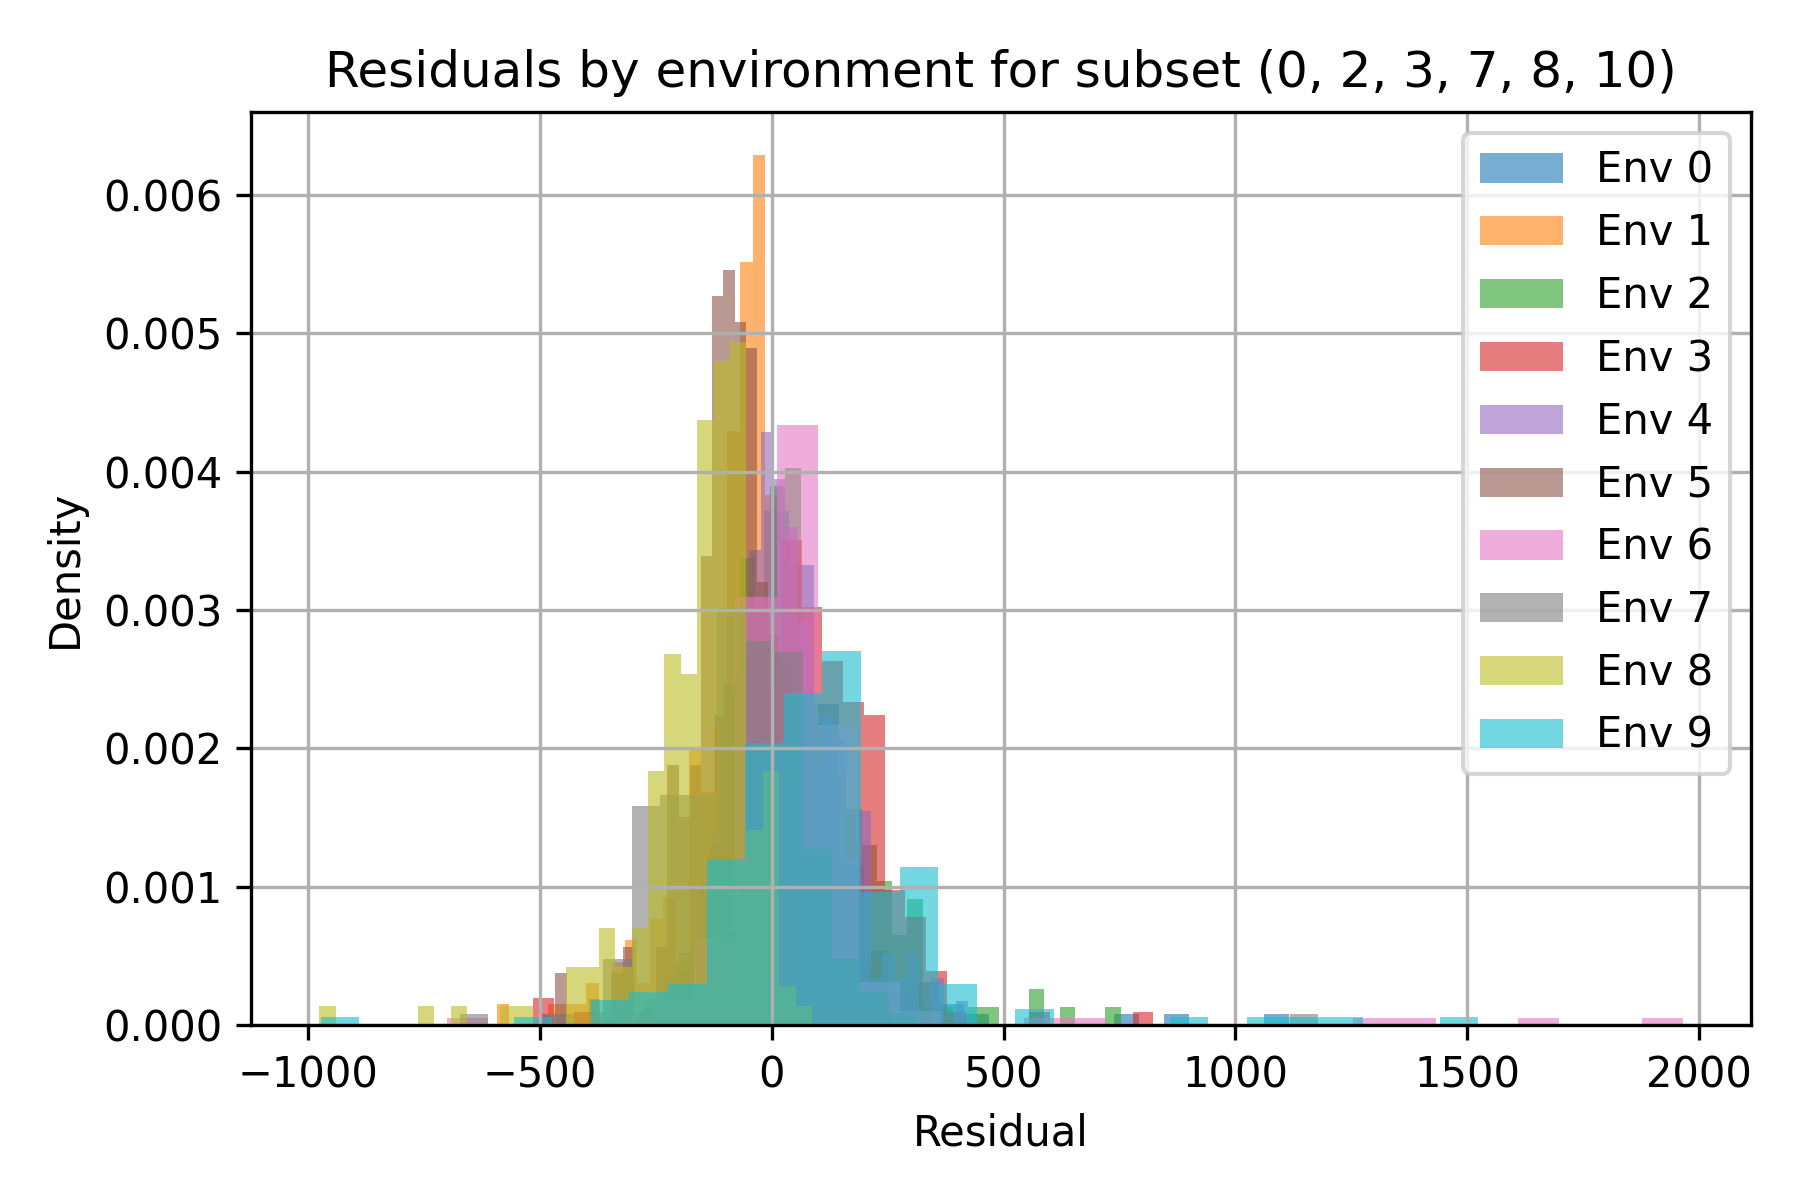 Residuals by environment for subset (0, 2, 3, 7, 8, 10)
Density
0.006
0.005
0.004
0.003
0.002
0.001
0.000
−1000 −500 0 500 1000 1500 2000
Residual
Env 0
Env 1
Env 2
Env 3
Env 4
Env 5
Env 6
Env 7
Env 8
Env 9